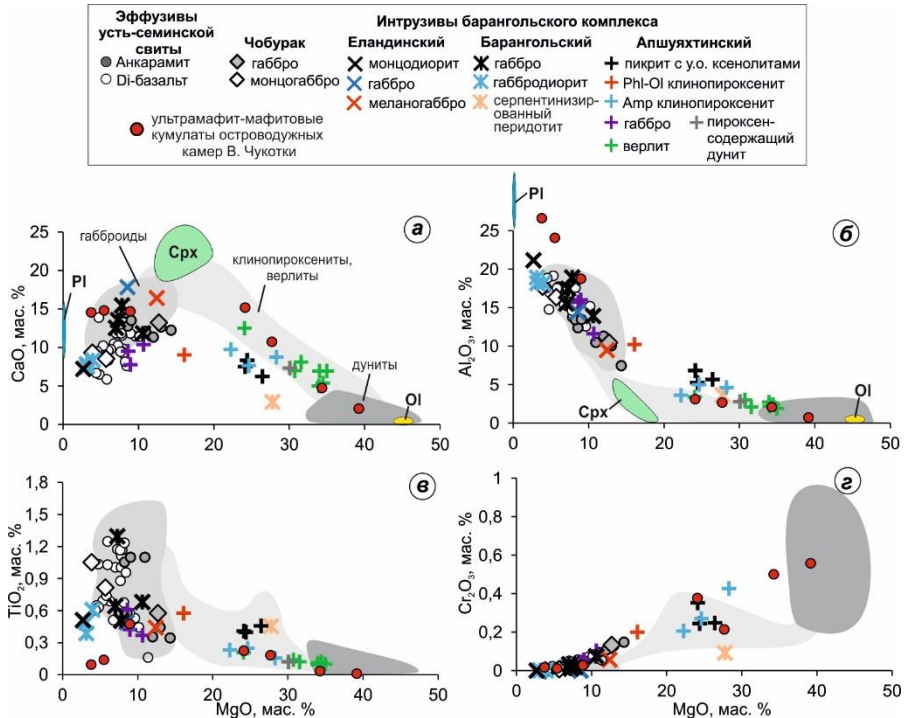 Эффузивы
усть-семинской
свиты
Анкарамит
Di-базальт
Чобурак
габбро
монцогаббро
ультрамафит-мафитовые
кумулаты островодужных
камер В. Чукотки
Интрузивы барангольского комплекса
Еландинский
монцодиорит
габбро
меланогаббро
Барангольский
габбро
габбродиорит
серпентинизир-
ованный
перидотит
Апшуяхтинский
пикрит с у.о. ксенолитами
Phl-Ol клинопироксенит
Amp клинопироксенит
габбро
верлит
пироксен-
содержащий
дунит
а
CaO, мас. %
25
20
15
10
5
0
0 10 20 30 40 50
Pl
габброиды
Cpx
клинопироксениты,
верлиты
дуниты
Ol
б
Al2O3, мас. %
25
20
15
10
5
0
0 10 20 30 40 50
Pl
Cpx
Ol
в
TiO2, мас. %
1,8
1,5
1,2
0,9
0,6
0,3
0
0 10 20 30 40 50
MgO, мас. %
г
Cr2O3, мас. %
1
0,8
0,6
0,4
0,2
0
0 10 20 30 40 50
MgO, мас. %